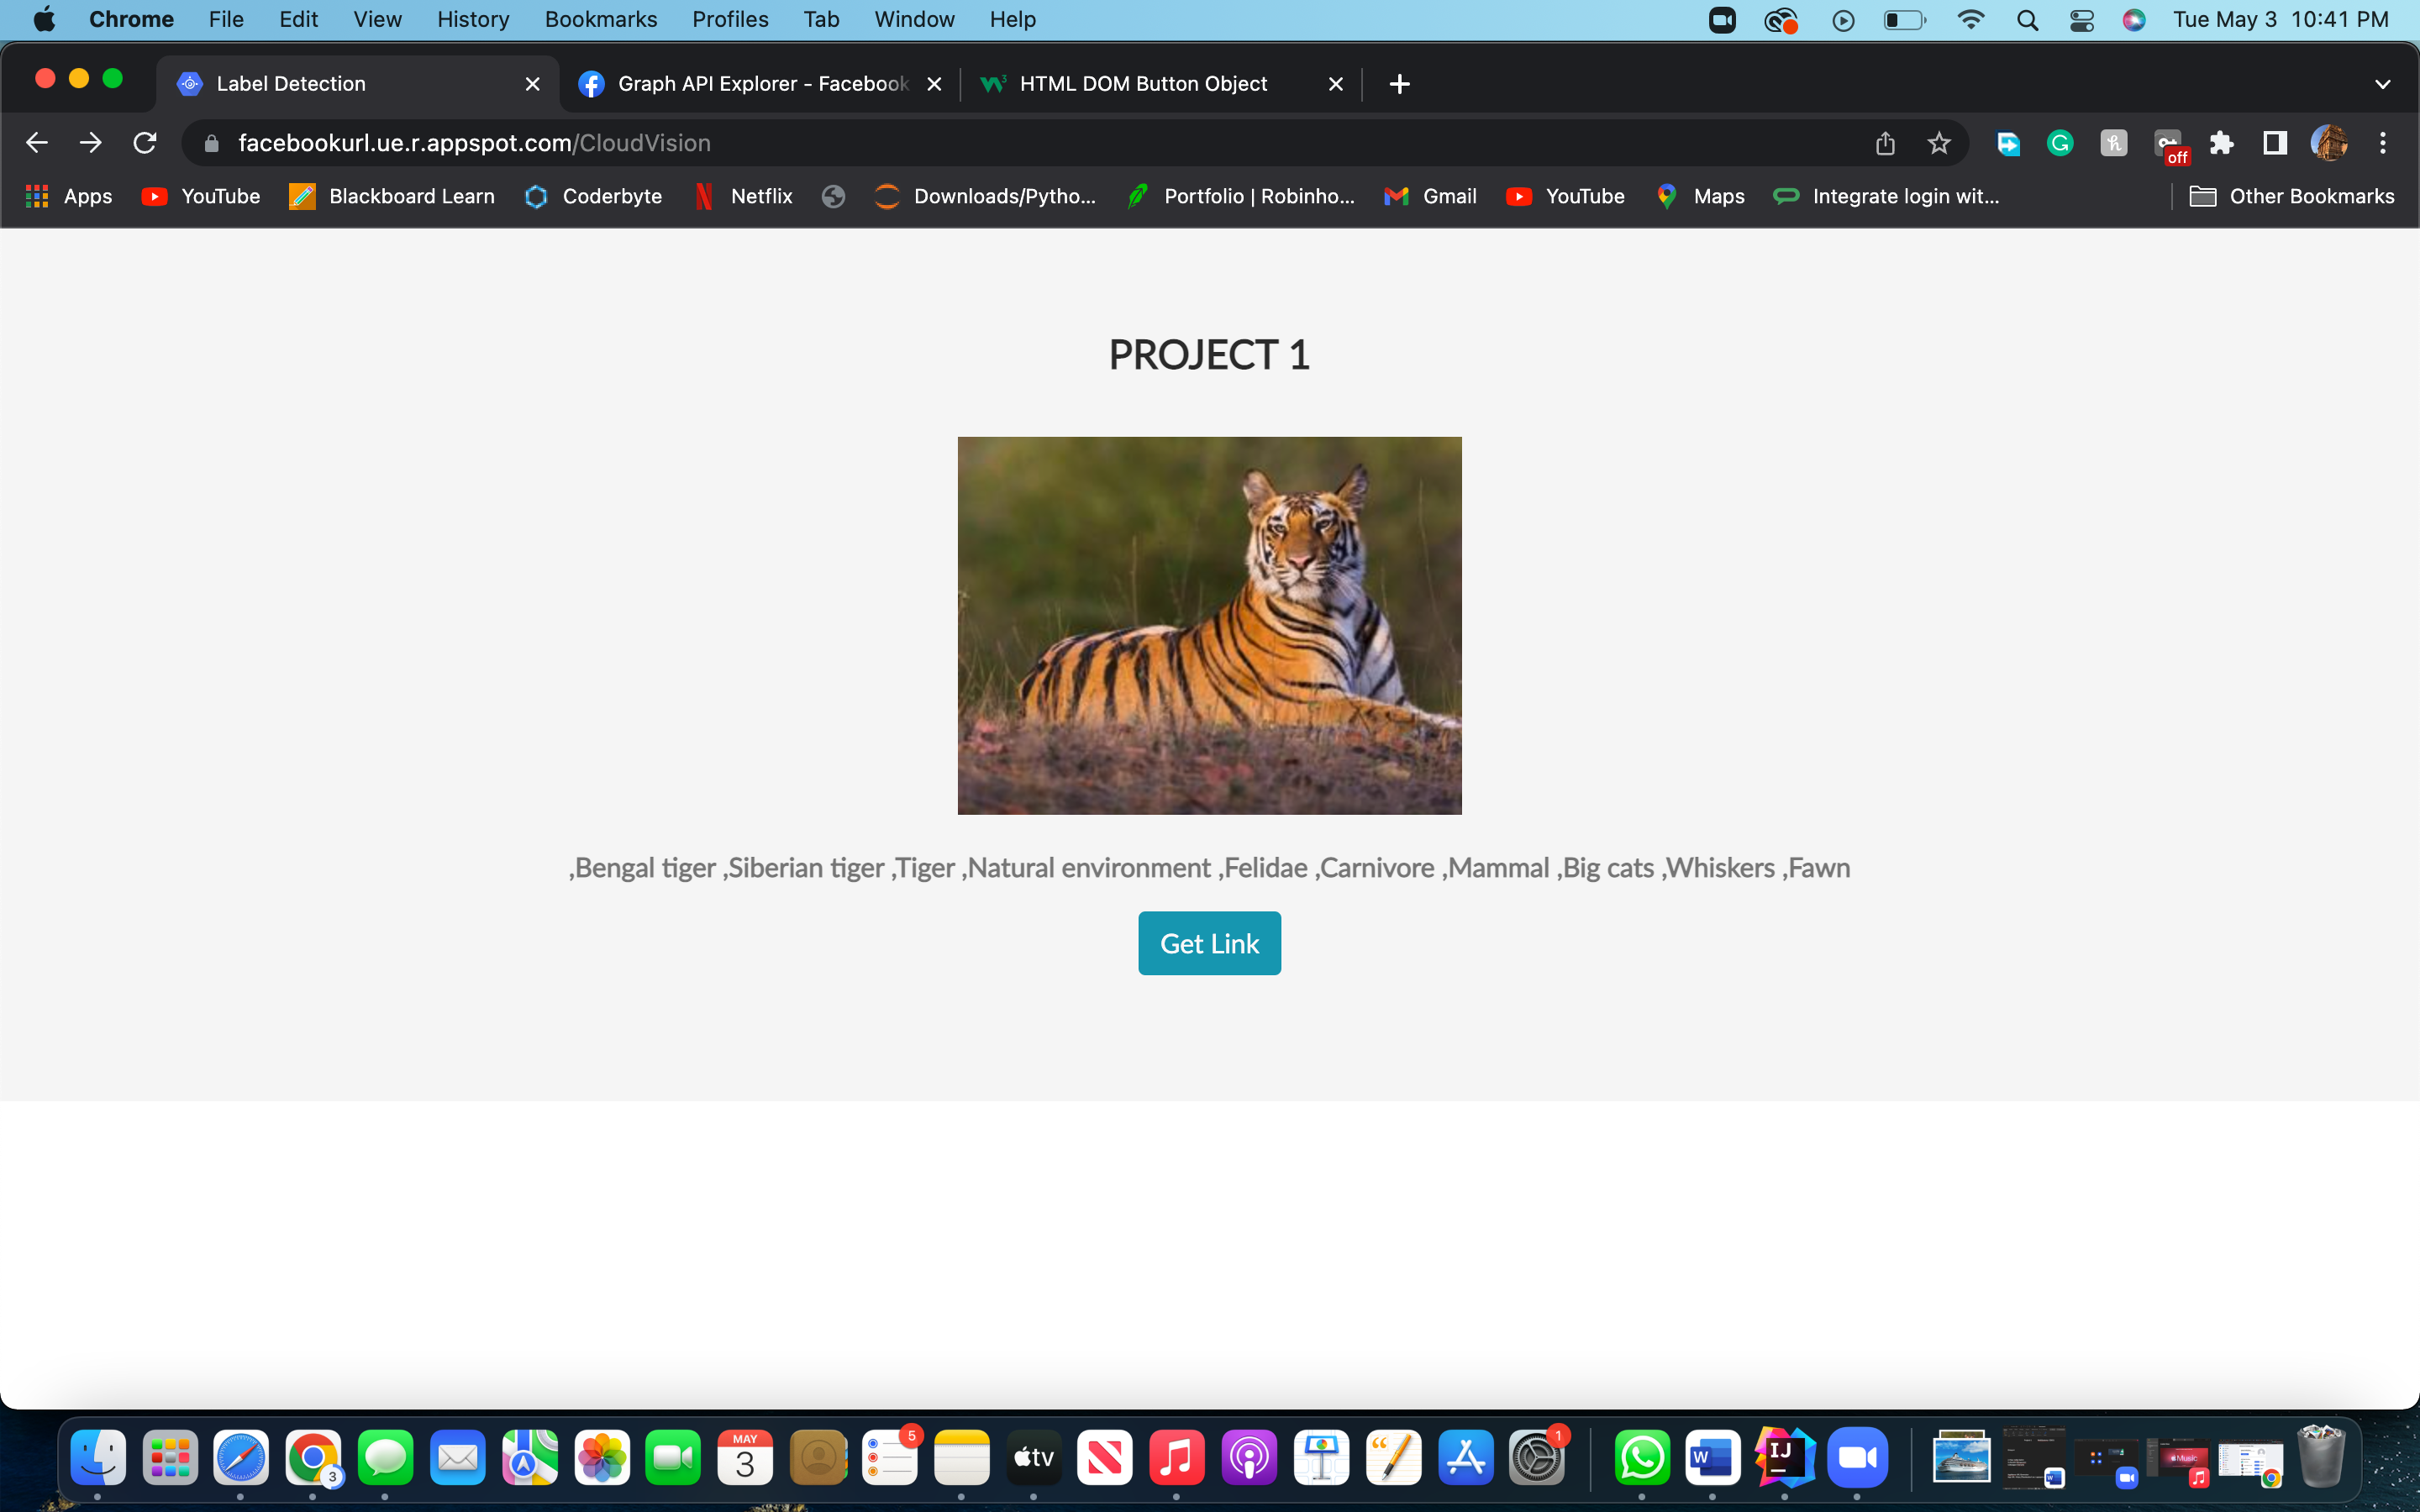 Chrome File Edit View History Bookmarks Profiles Tab Window Help Tue May 3 10:41 PM
Label Detection Graph API Explorer - Facebook HTML DOM Button Object
facebookurl.ue.r.appspot.com/CloudVision off
Apps YouTube Blackboard Learn Coderbyte Netflix Downloads/Pytho... Portfolio | Robinho... Gmail YouTube Maps Integrate login wit... Other Bookmarks
PROJECT 1
,Bengal tiger ,Siberian tiger ,Tiger ,Natural environment ,Felidae ,Carnivore ,Mammal ,Big cats ,Whiskers ,Fawn
Get Link
3 MAY 3 5 tv 1 W IJ Music